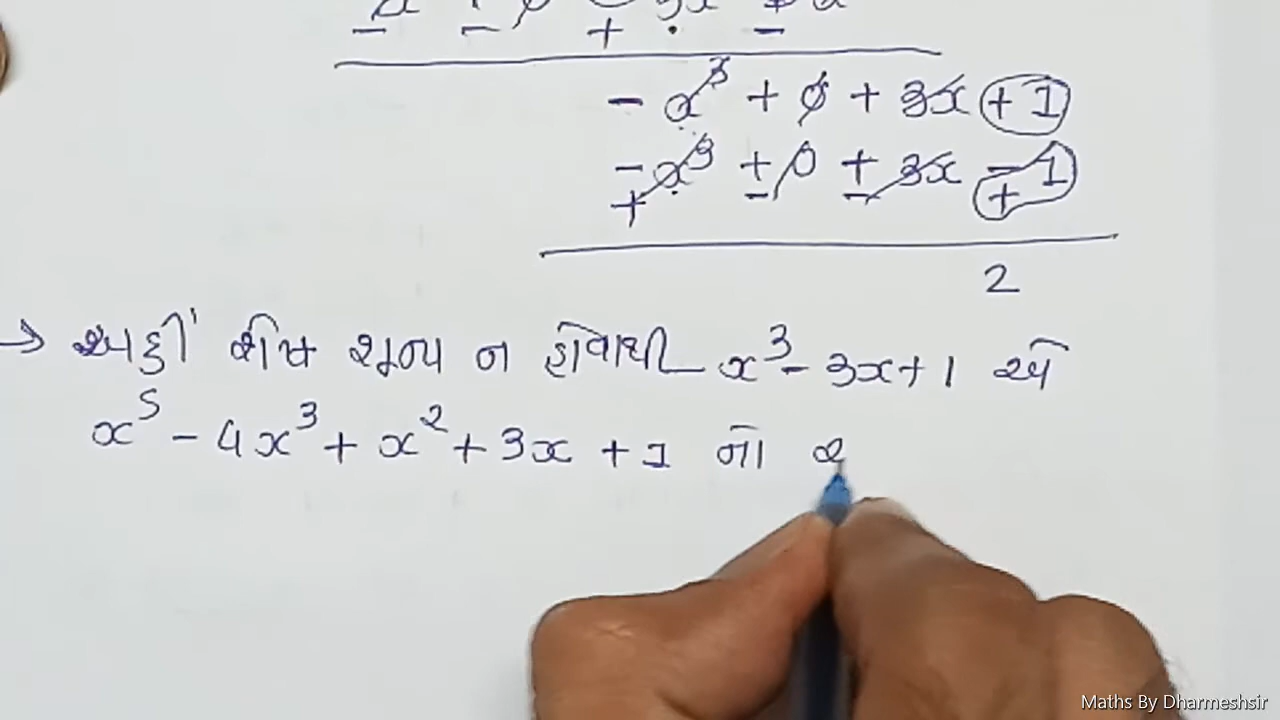 - x³ + 0 + 3x + 1
- x³ + 0 + 3x - 1
+ - - +
2
→ અહીં શેષ શૂન્ય ન હોવાથી x³ - 3x + 1 એ
x⁵ - 4x³ + x² + 3x + 1 નો અ
Maths By Dharmeshsir